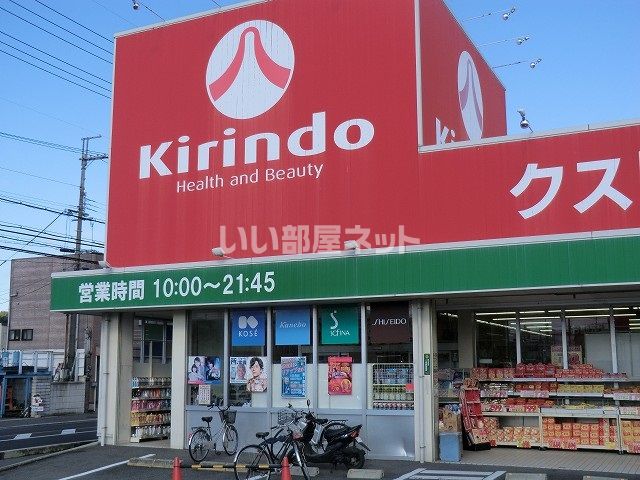 Kirindo
Health and Beauty
クス
いい部屋ネット
営業時間 10:00～21:45
KOSÉ
Kanebo
SOFINA
SHISEIDO